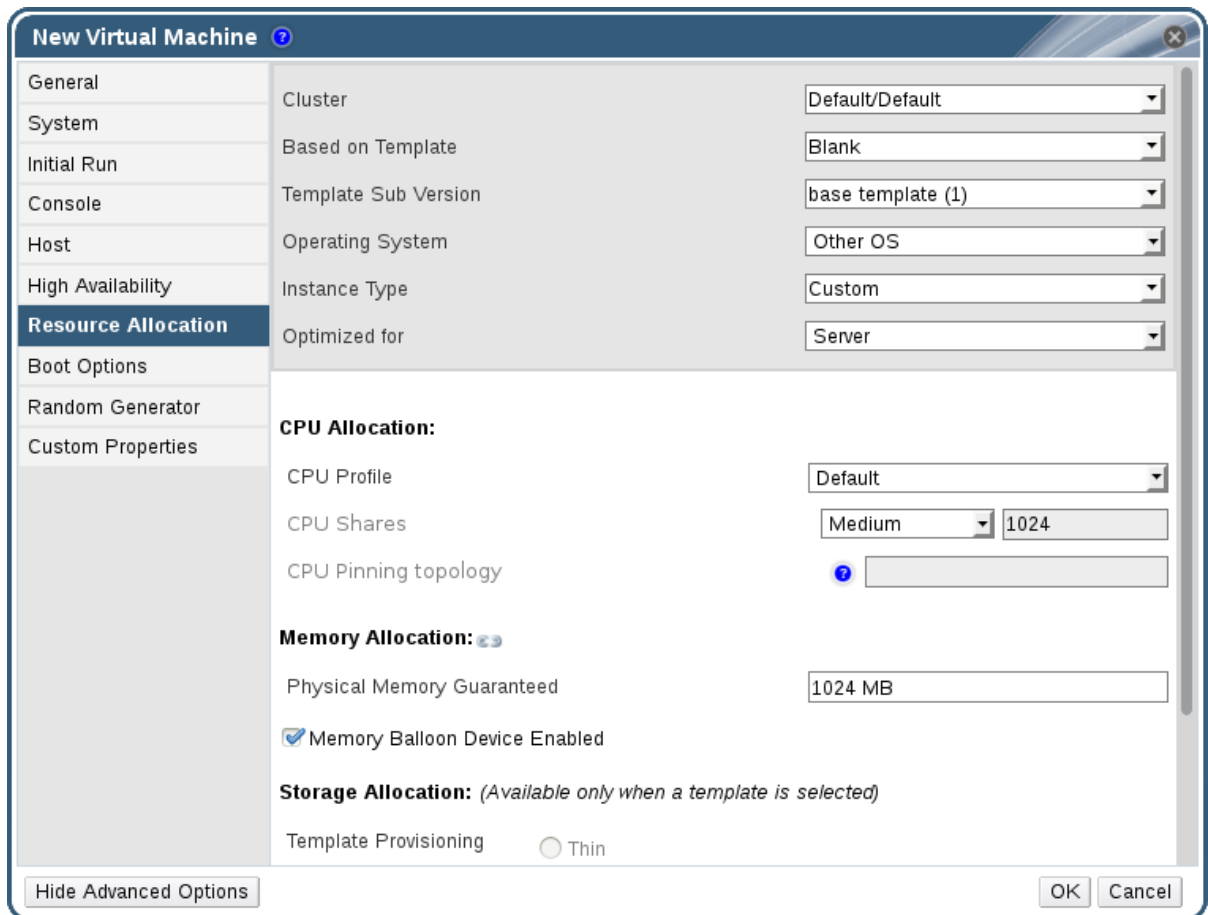 New Virtual Machine ?
General
System
Initial Run
Console
Host
High Availability
Resource Allocation
Boot Options
Random Generator
Custom Properties
Cluster Default/Default
Based on Template Blank
Template Sub Version base template (1)
Operating System Other OS
Instance Type Custom
Optimized for Server
CPU Allocation:
CPU Profile Default
CPU Shares Medium 1024
CPU Pinning topology ?
Memory Allocation:
Physical Memory Guaranteed 1024 MB
Memory Balloon Device Enabled
Storage Allocation: (Available only when a template is selected)
Template Provisioning Thin
Hide Advanced Options OK Cancel